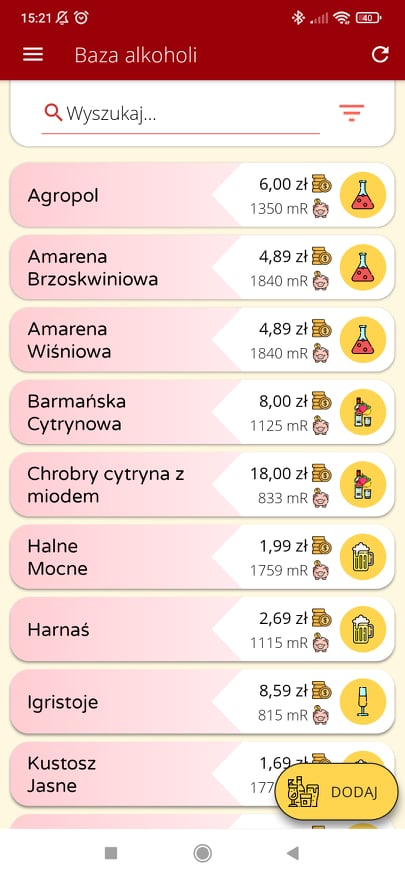 15:21
40
Baza alkoholi
Wyszukaj...
Agropol
6,00 zł
1350 mR
Amarena
Brzoskwiniowa
4,89 zł
1840 mR
Amarena
Wiśniowa
4,89 zł
1840 mR
Barmańska
Cytrynowa
8,00 zł
1125 mR
Chrobry cytryna z
miodem
18,00 zł
833 mR
Halne
Mocne
1,99 zł
1759 mR
Harnaś
2,69 zł
1115 mR
Igristoje
8,59 zł
815 mR
Kustosz
Jasne
1,69
DODAJ